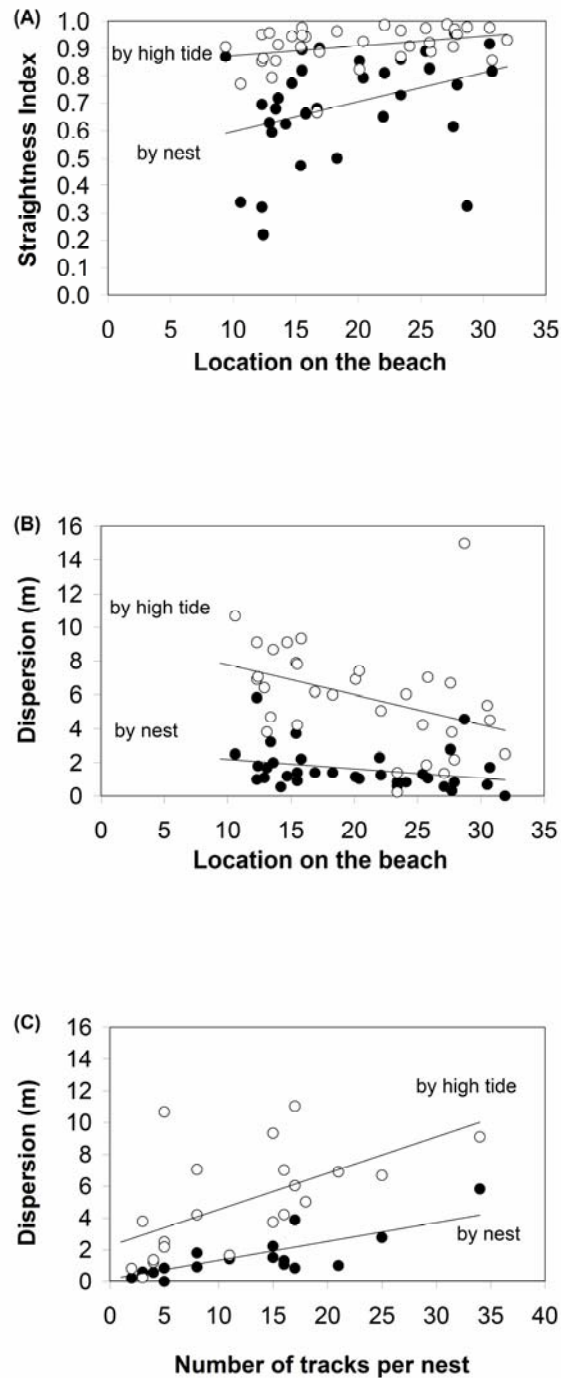 (A)
Straightness Index
1.0
0.9
0.8
0.7
0.6
0.5
0.4
0.3
0.2
0.1
0.0
by high tide
by nest
0 5 10 15 20 25 30 35
Location on the beach
(B)
Dispersion (m)
16
14
12
10
8
6
4
2
0
by high tide
by nest
0 5 10 15 20 25 30 35
Location on the beach
(C)
Dispersion (m)
16
14
12
10
8
6
4
2
0
by high tide
by nest
0 5 10 15 20 25 30 35 40
Number of tracks per nest